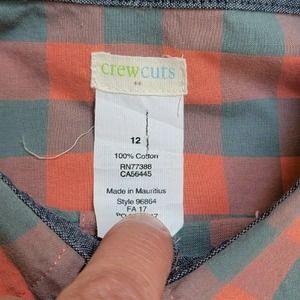 crewcuts
12
100% Cotton
RN77388
CA56445
Made in Mauritius
Style 96864
FA 17